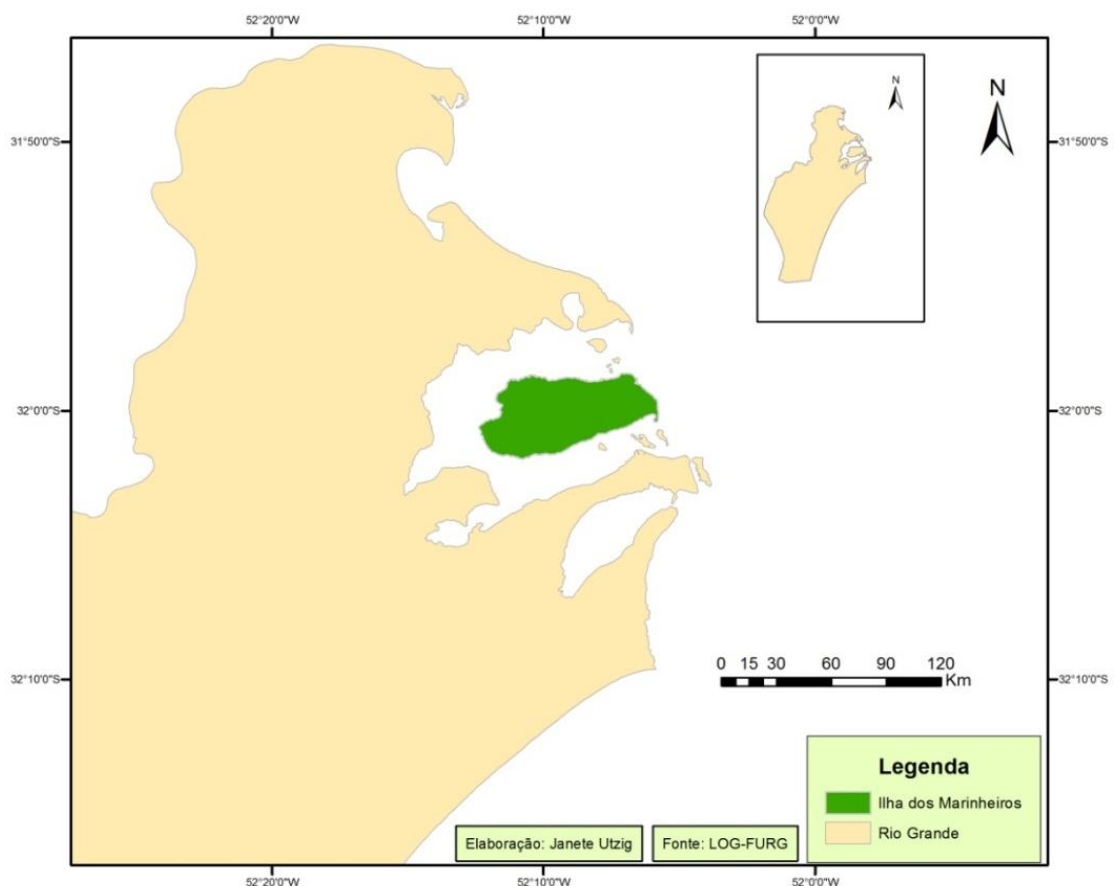 52°20'0"W 52°10'0"W 52°0'0"W
N
N
31°50'0"S 31°50'0"S
32°0'0"S 32°0'0"S
0 15 30 60 90 120
Km
32°10'0"S 32°10'0"S
Legenda
Ilha dos Marinheiros
Rio Grande
Elaboração: Janete Utzig Fonte: LOG-FURG
52°20'0"W 52°10'0"W 52°0'0"W